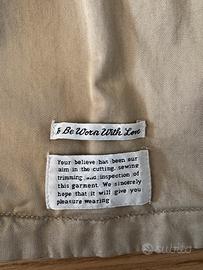 To Be Worn With Love
Your believe has been our
aim in the cutting, sewing
trimming and inspection of
this garment. We sincerely
hope that it will give you
pleasure wearing
subito